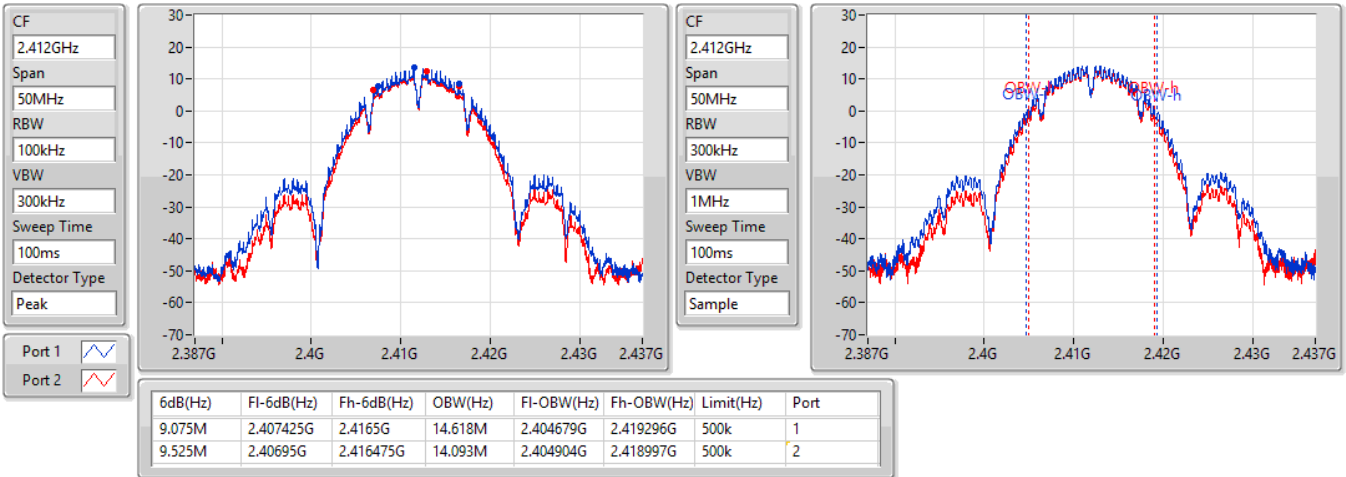 CF
2.412GHz
Span
50MHz
RBW
100kHz
VBW
300kHz
Sweep Time
100ms
Detector Type
Peak
Port 1
Port 2
30
20
10
0
-10
-20
-30
-40
-50
-60
-70
2.387G 2.4G 2.41G 2.42G 2.43G 2.437G
CF
2.412GHz
Span
50MHz
RBW
300kHz
VBW
1MHz
Sweep Time
100ms
Detector Type
Sample
30
20
10
0
-10
-20
-30
-40
-50
-60
-70
OBW-h
OBW-h
2.387G 2.4G 2.41G 2.42G 2.43G 2.437G
6dB(Hz) Fl-6dB(Hz) Fh-6dB(Hz) OBW(Hz) Fl-OBW(Hz) Fh-OBW(Hz) Limit(Hz) Port
9.075M 2.407425G 2.4165G 14.618M 2.404679G 2.419296G 500k 1
9.525M 2.40695G 2.416475G 14.093M 2.404904G 2.418997G 500k 2